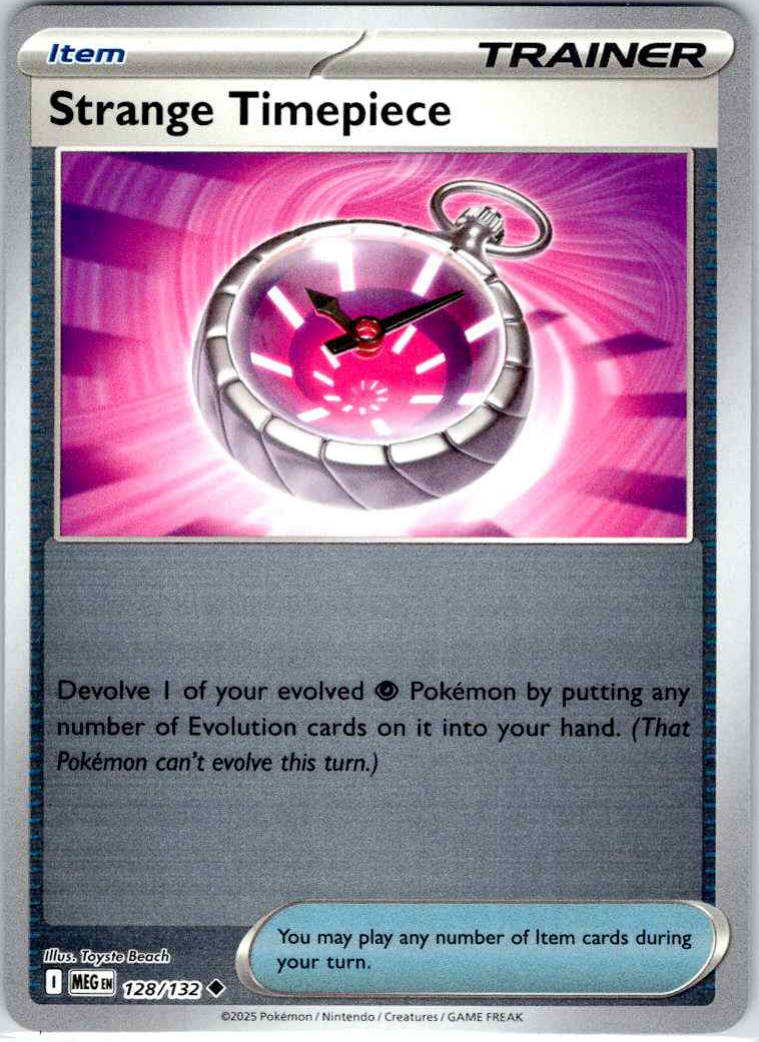 Item
TRAINER
Strange Timepiece
Devolve 1 of your evolved Pokémon by putting any
number of Evolution cards on it into your hand. (That
Pokémon can't evolve this turn.)
You may play any number of Item cards during
your turn.
Illus. Toyste Beach
I MEG EN 128/132
©2025 Pokémon / Nintendo / Creatures / GAME FREAK